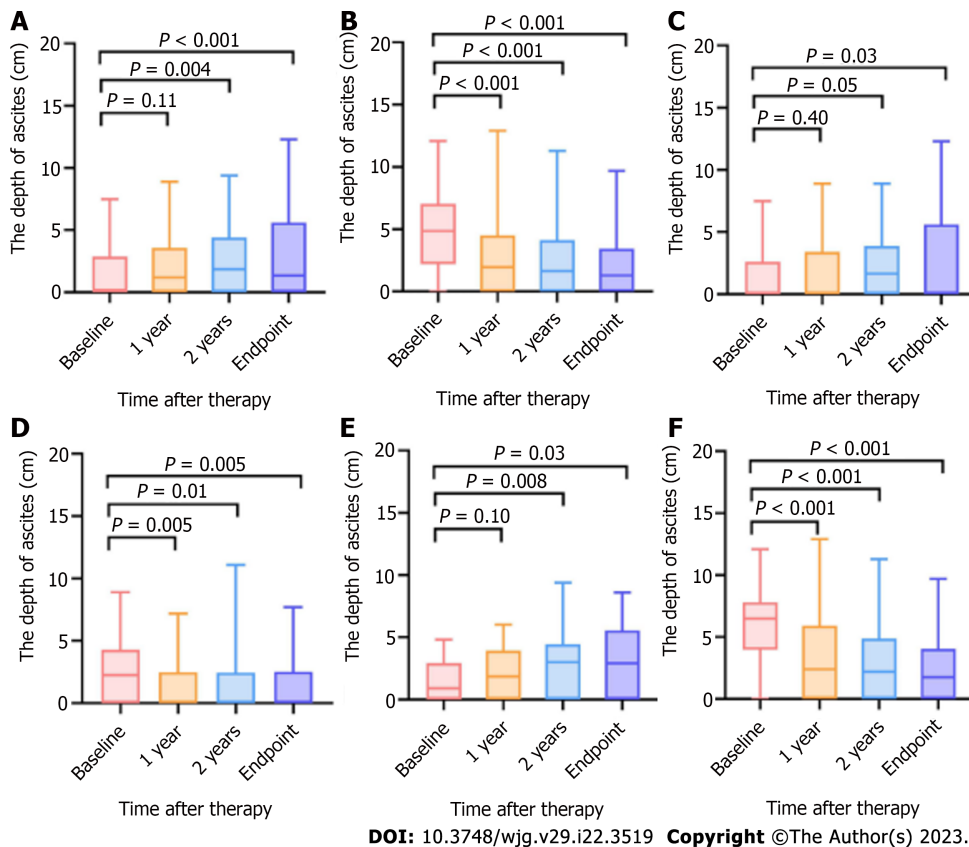 A
The depth of ascites (cm)
20
15
10
5
0
P < 0.001
P = 0.004
P = 0.11
Baseline
1 year
2 years
Endpoint
Time after therapy
B
The depth of ascites (cm)
20
15
10
5
0
P < 0.001
P < 0.001
P < 0.001
Baseline
1 year
2 years
Endpoint
Time after therapy
C
The depth of ascites (cm)
20
15
10
5
0
P = 0.03
P = 0.05
P = 0.40
Baseline
1 year
2 years
Endpoint
Time after therapy
D
The depth of ascites (cm)
20
15
10
5
0
P = 0.005
P = 0.01
P = 0.005
Baseline
1 year
2 years
Endpoint
Time after therapy
E
The depth of ascites (cm)
20
15
10
5
0
P = 0.03
P = 0.008
P = 0.10
Baseline
1 year
2 years
Endpoint
Time after therapy
F
The depth of ascites (cm)
20
15
10
5
0
P < 0.001
P < 0.001
P < 0.001
Baseline
1 year
2 years
Endpoint
Time after therapy
DOI: 10.3748/wjg.v29.i22.3519 Copyright ©The Author(s) 2023.